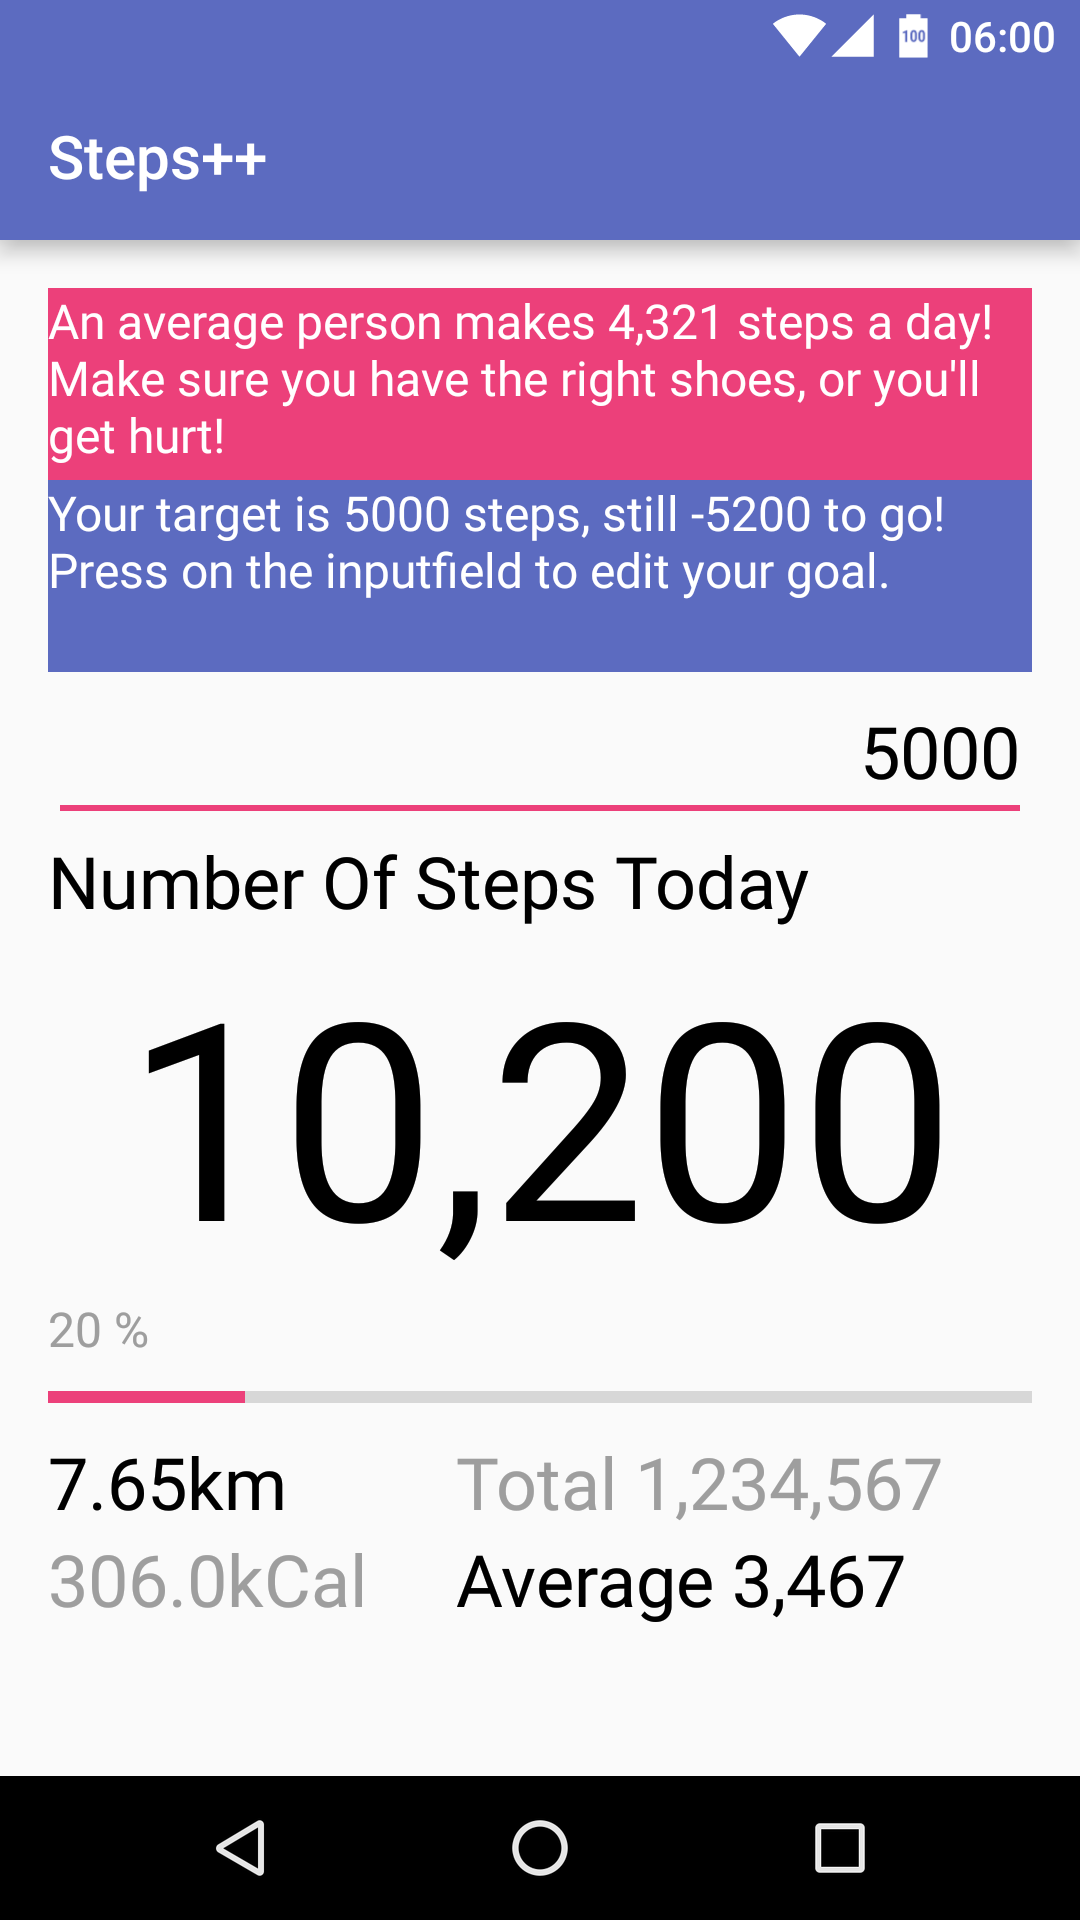 100 06:00
Steps++
An average person makes 4,321 steps a day!
Make sure you have the right shoes, or you'll
get hurt!
Your target is 5000 steps, still -5200 to go!
Press on the inputfield to edit your goal.
5000
Number Of Steps Today
10,200
20 %
7.65km Total 1,234,567
306.0kCal Average 3,467